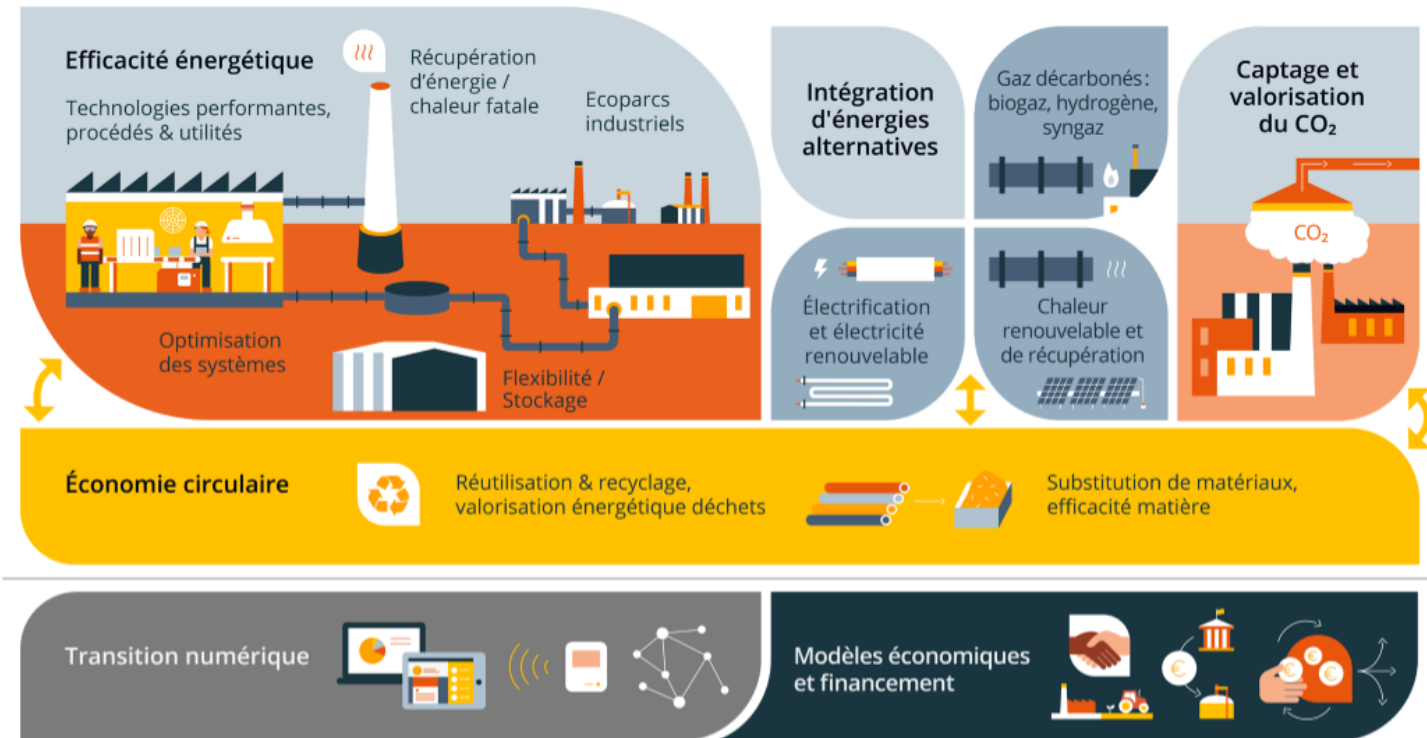 Efficacité énergétique
Technologies performantes,
procédés & utilités
Récupération
d'énergie /
chaleur fatale
Ecoparcs
industriels
Optimisation
des systèmes
Flexibilité /
Stockage
Intégration
d'énergies
alternatives
Gaz décarbonés :
biogaz, hydrogène,
syngaz
Électrification
et électricité
renouvelable
Chaleur
renouvelable et
de récupération
Captage et
valorisation
du CO₂
CO₂
Économie circulaire
Réutilisation & recyclage,
valorisation énergétique déchets
Substitution de matériaux,
efficacité matière
Transition numérique
Modèles économiques
et financement
€
€
€
€